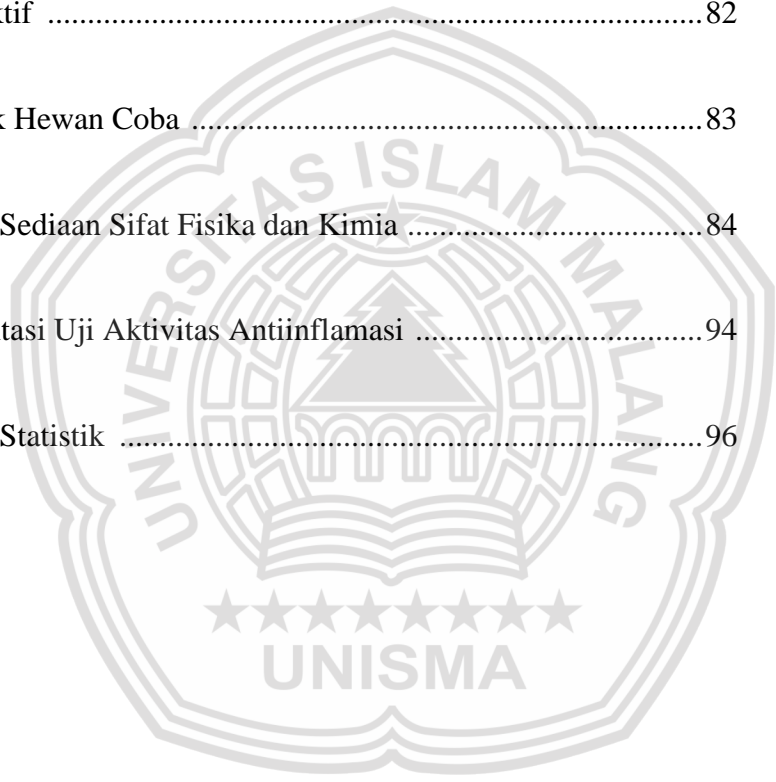 ktif ........................................................................................82
k Hewan Coba .....................................................................83
Sediaan Sifat Fisika dan Kimia ........................................84
tasi Uji Aktivitas Antiinflamasi .......................................94
Statistik ..............................................................................96
UNIVERSITAS ISLAM MALANG
UNISMA